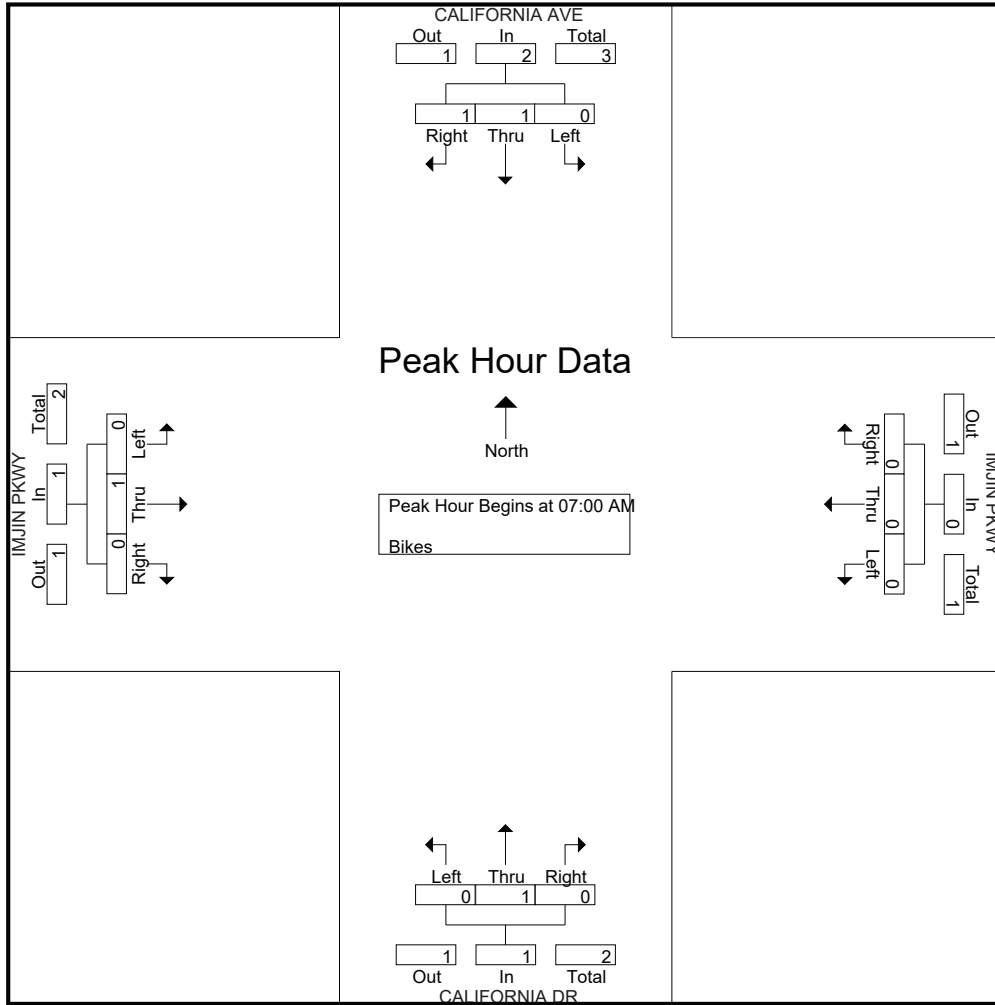 CALIFORNIA AVE
Out In Total
1 2 3
1 1 0
Right Thru Left
Peak Hour Data
North
Peak Hour Begins at 07:00 AM
Bikes
IMJIN PKWY
Out In Total
1 1 2
Right Thru Left
0 1 0
IMJIN PKWY
Out In Total
1 0 1
Right Thru Left
0 0 0
Left Thru Right
0 1 0
1 1 2
Out In Total
CALIFORNIA DR